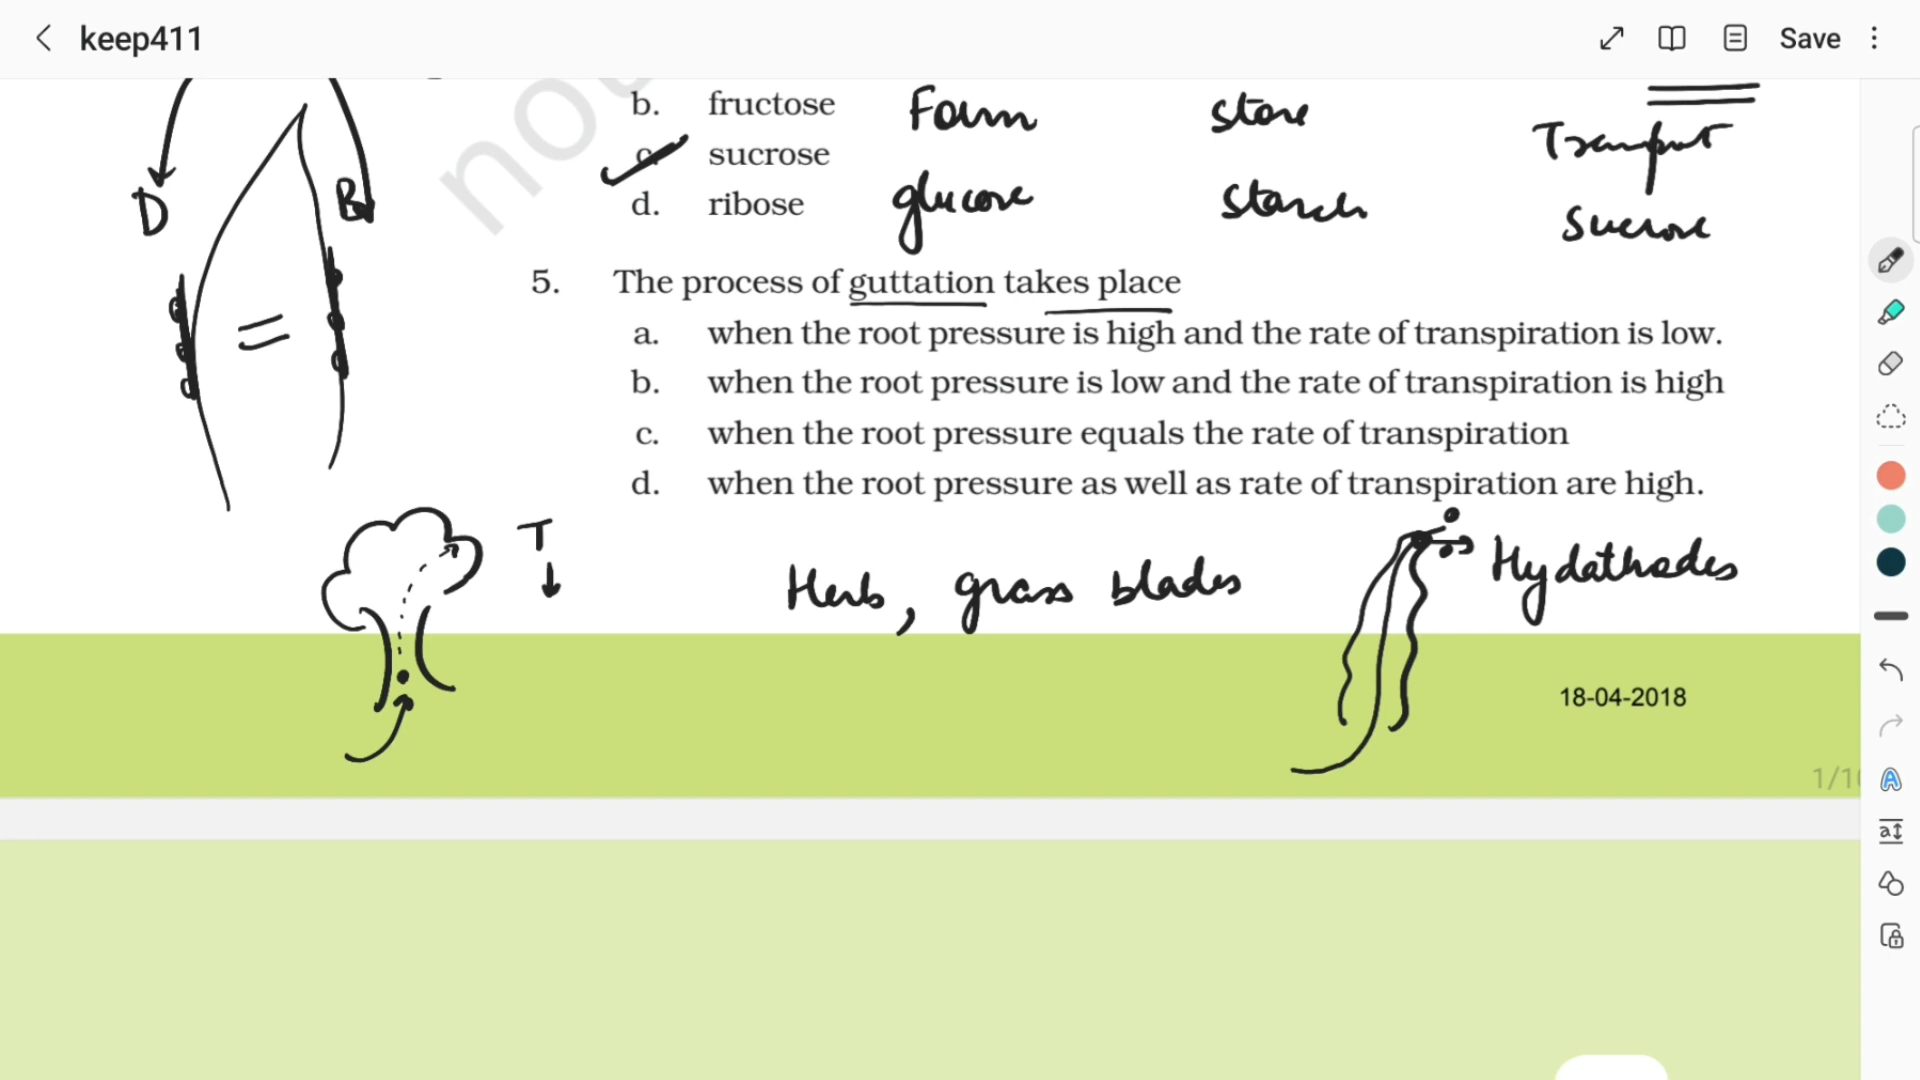 keep411
Save
b. fructose
Form
store
Transport
c. sucrose
d. ribose
glucose
starch
Sucrose
no
D
B
5. The process of guttation takes place
a. when the root pressure is high and the rate of transpiration is low.
b. when the root pressure is low and the rate of transpiration is high
c. when the root pressure equals the rate of transpiration
d. when the root pressure as well as rate of transpiration are high.
T
Herb, grass blades
Hydathodes
18-04-2018